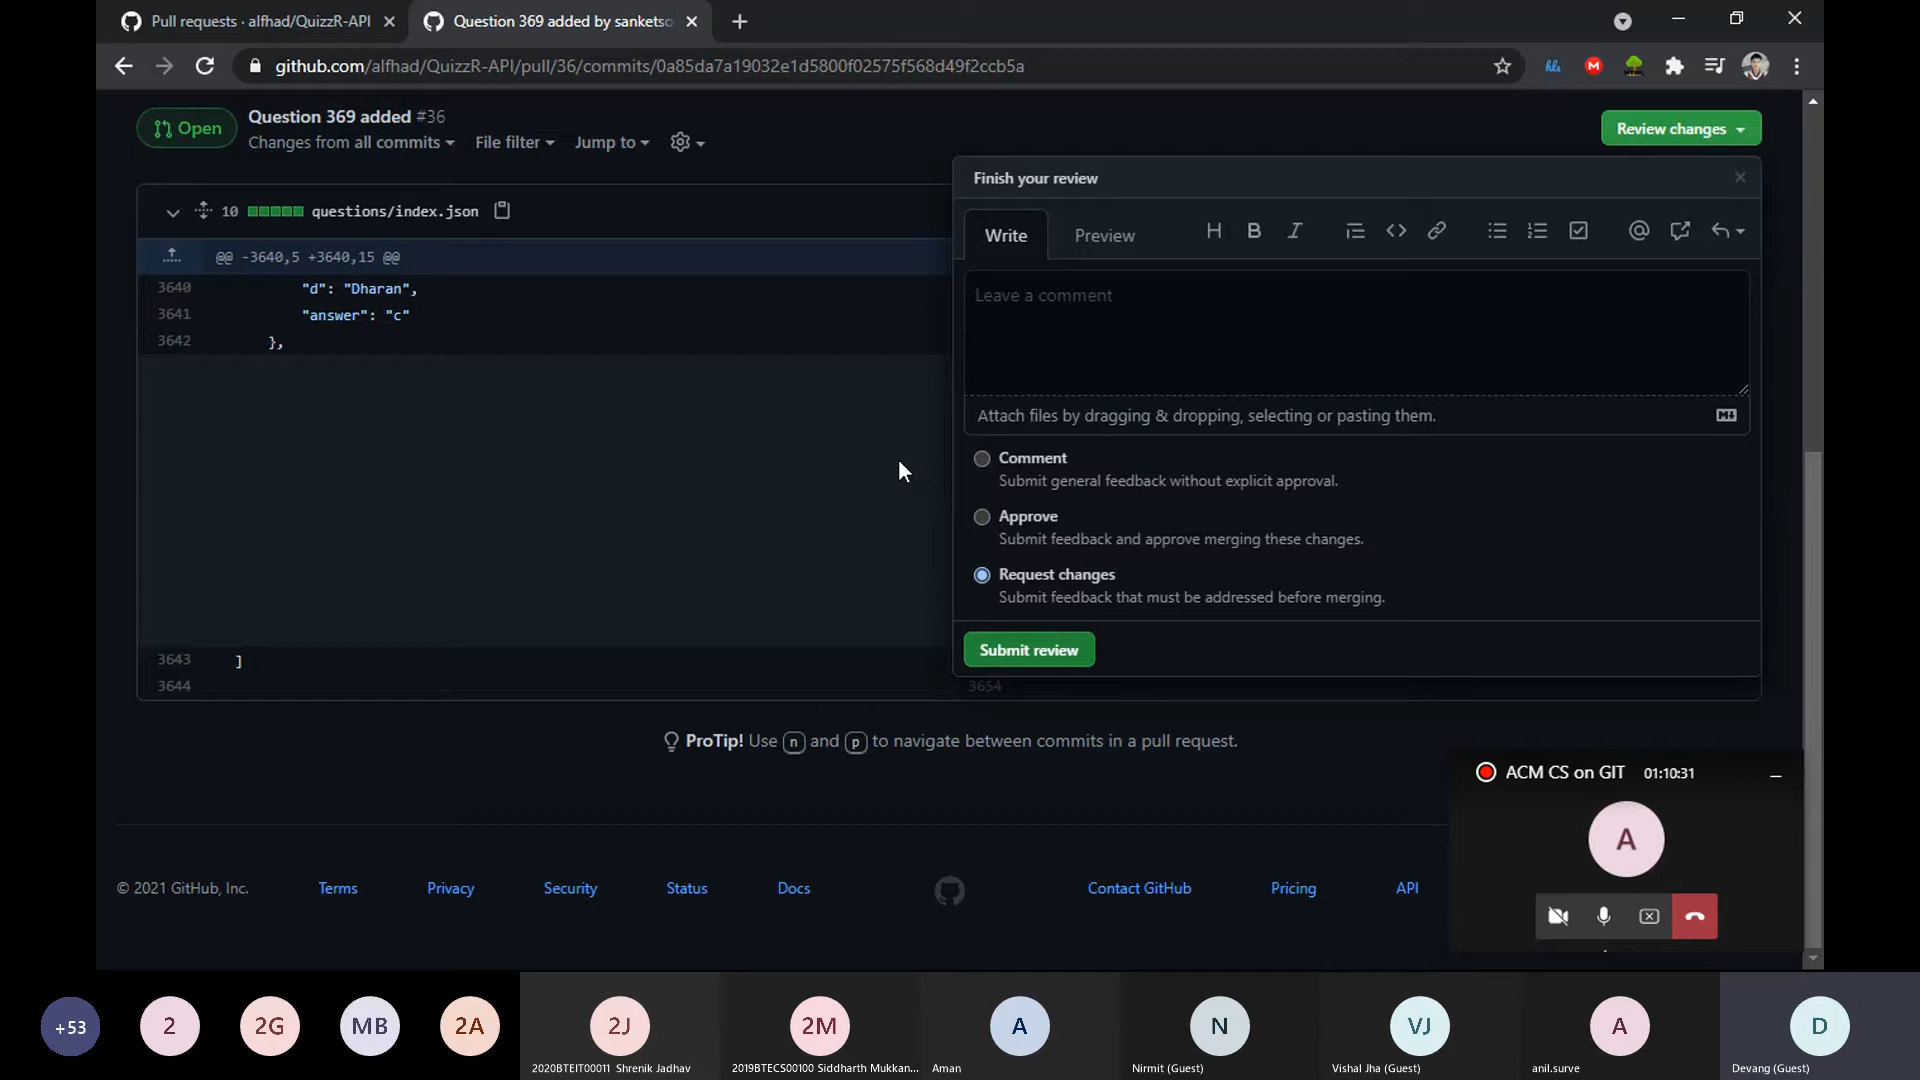 Pull requests · alfhad/QuizzR-API
Question 369 added by sanketso
github.com/alfhad/QuizzR-API/pull/36/commits/0a85da7a19032e1d5800f02575f568d49f2ccb5a
hls
M
Open
Question 369 added #36
Changes from all commits
File filter
Jump to
Review changes
Finish your review
10
questions/index.json
Write
Preview
H
B
I
@@ -3640,5 +3640,15 @@
3640 "d": "Dharan",
3641 "answer": "c"
3642 },
3643 ]
3644
3654
Leave a comment
Attach files by dragging & dropping, selecting or pasting them.
Comment
Submit general feedback without explicit approval.
Approve
Submit feedback and approve merging these changes.
Request changes
Submit feedback that must be addressed before merging.
Submit review
ProTip! Use n and p to navigate between commits in a pull request.
ACM CS on GIT 01:10:31
A
© 2021 GitHub, Inc.
Terms
Privacy
Security
Status
Docs
Contact GitHub
Pricing
API
+53
2
2G
MB
2A
2J
2M
A
N
VJ
A
D
2020BTEIT00011 Shrenik Jadhav
2019BTECS00100 Siddharth Mukkan...
Aman
Nirmit (Guest)
Vishal Jha (Guest)
anil.surve
Devang (Guest)